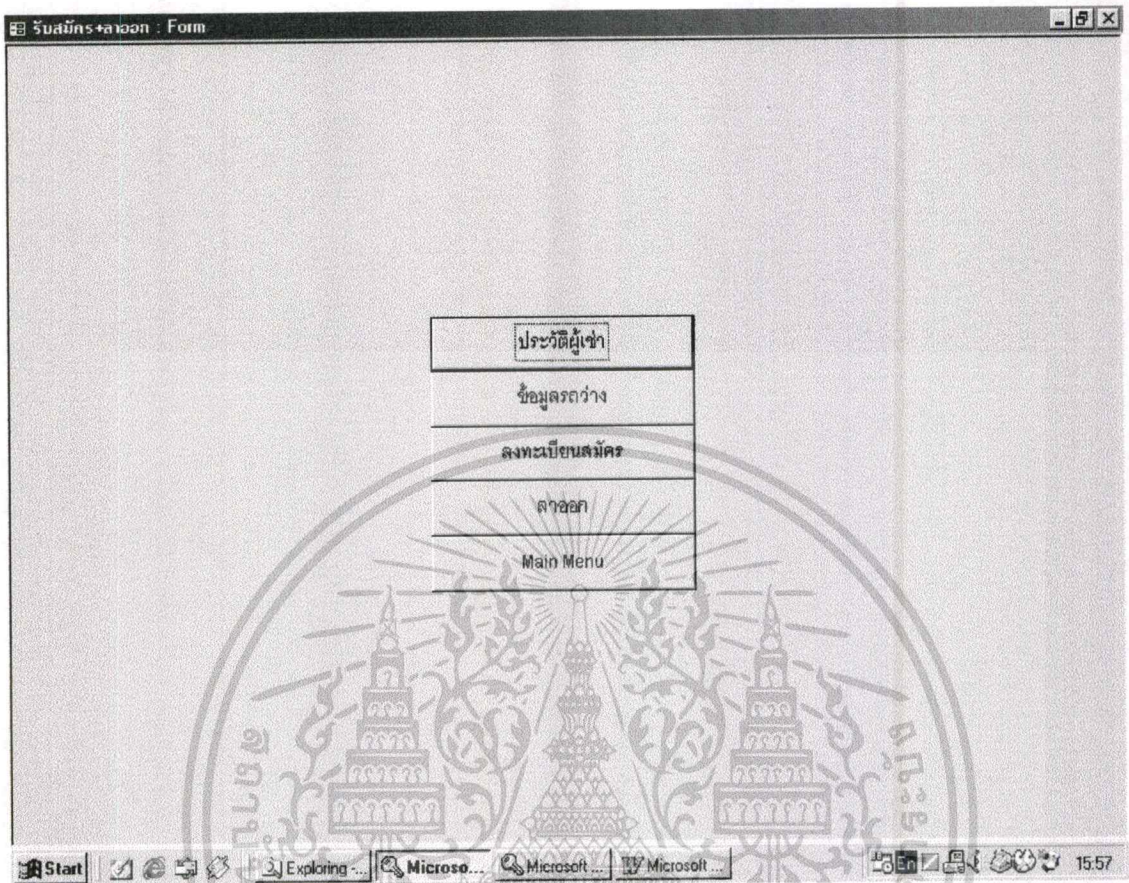 รับสมัคร+ลาออก : Form
ประวัติผู้เช่า
ข้อมูลรถว่าง
ลงทะเบียนสมัคร
ลาออก
Main Menu
Start Exploring -... Microso... Microsoft ... Microsoft ... En 15:57